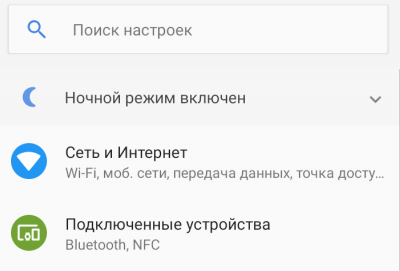 Поиск настроек
Ночной режим включен
Сеть и Интернет
Wi-Fi, моб. сети, передача данных, точка досту...
Подключенные устройства
Bluetooth, NFC